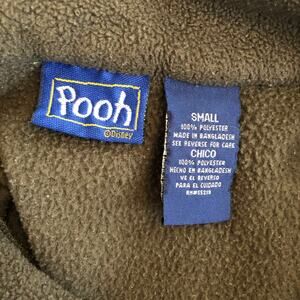 Pooh
©Disney
SMALL
100% POLYESTER
MADE IN BANGLADESH
SEE REVERSE FOR CARE
CHICO
100% POLYESTER
HECHO EN BANGLADESH
VE EL REVERSO
PARA EL CUIDADO